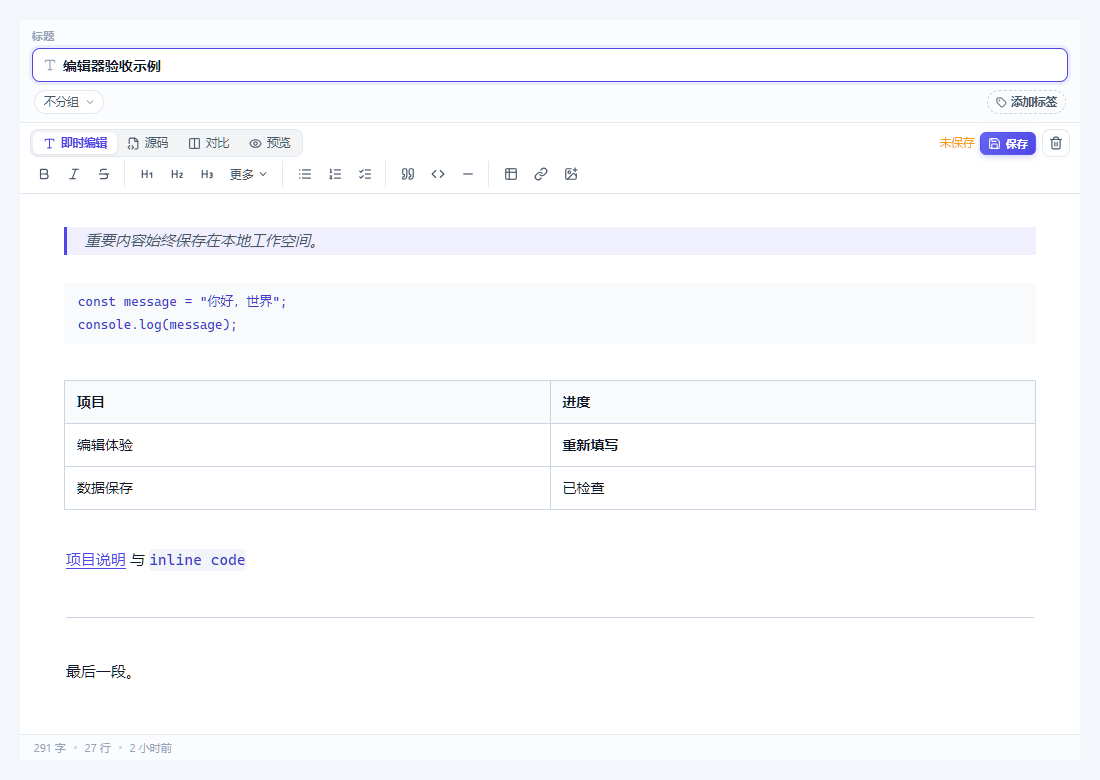 标题
编辑器验收示例
不分组
添加标签
即时编辑 源码 对比 预览
未保存 保存
B I S H1 H2 H3 更多
重要内容始终保存在本地工作空间。
const message = "你好，世界";
console.log(message);
项目 进度
编辑体验 重新填写
数据保存 已检查
项目说明 与 inline code
最后一段。
291 字 • 27 行 • 2 小时前